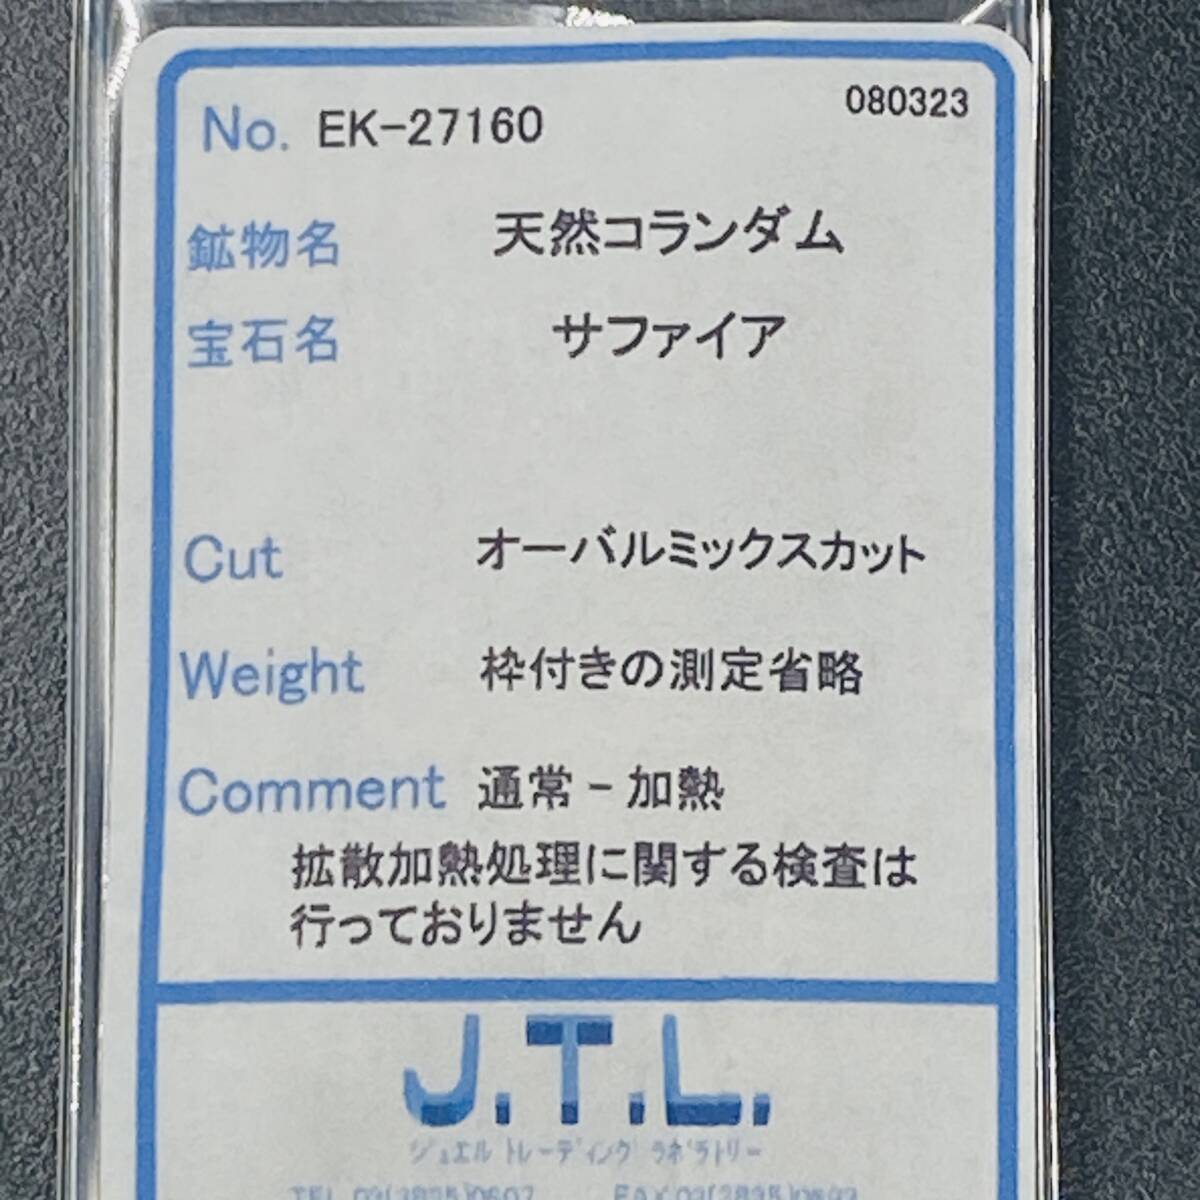 No. EK-27160 080323
鉱物名 天然コランダム
宝石名 サファイア
Cut オーバルミックスカット
Weight 枠付きの測定省略
Comment 通常-加熱
拡散加熱処理に関する検査は
行っておりません
J.T.L.
ジュエル トレーディング ラボラトリー